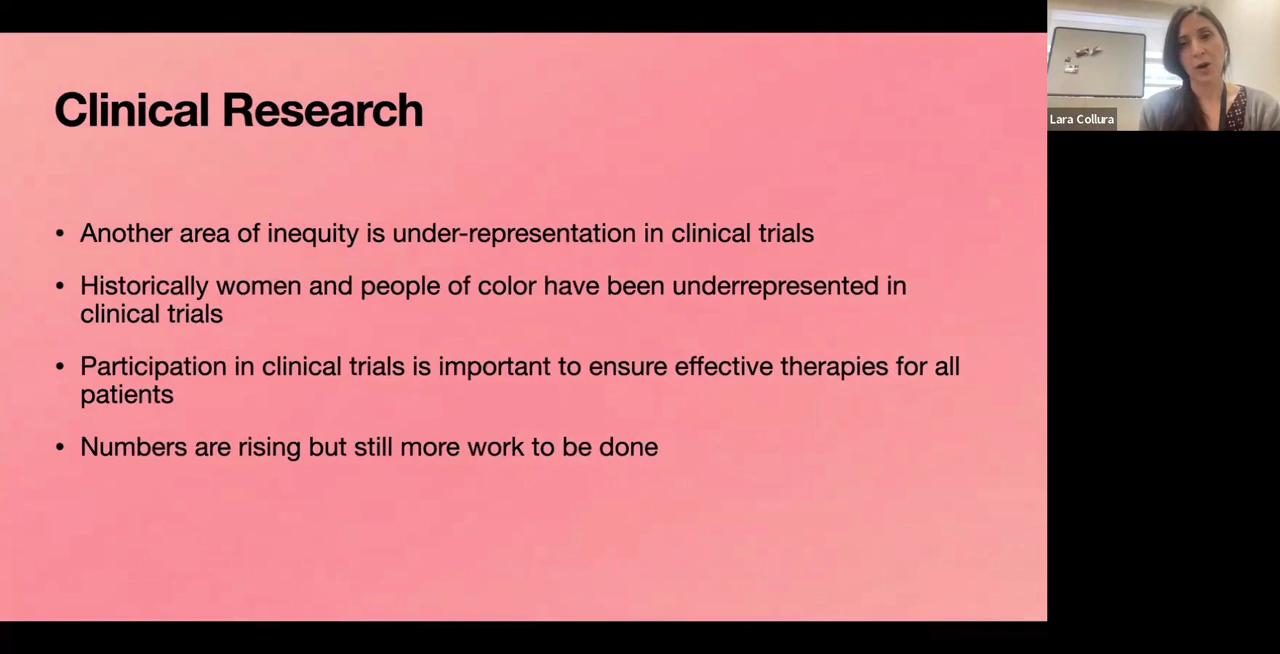 Clinical Research
• Another area of inequity is under-representation in clinical trials
• Historically women and people of color have been underrepresented in
clinical trials
• Participation in clinical trials is important to ensure effective therapies for all
patients
• Numbers are rising but still more work to be done
Lara Collura